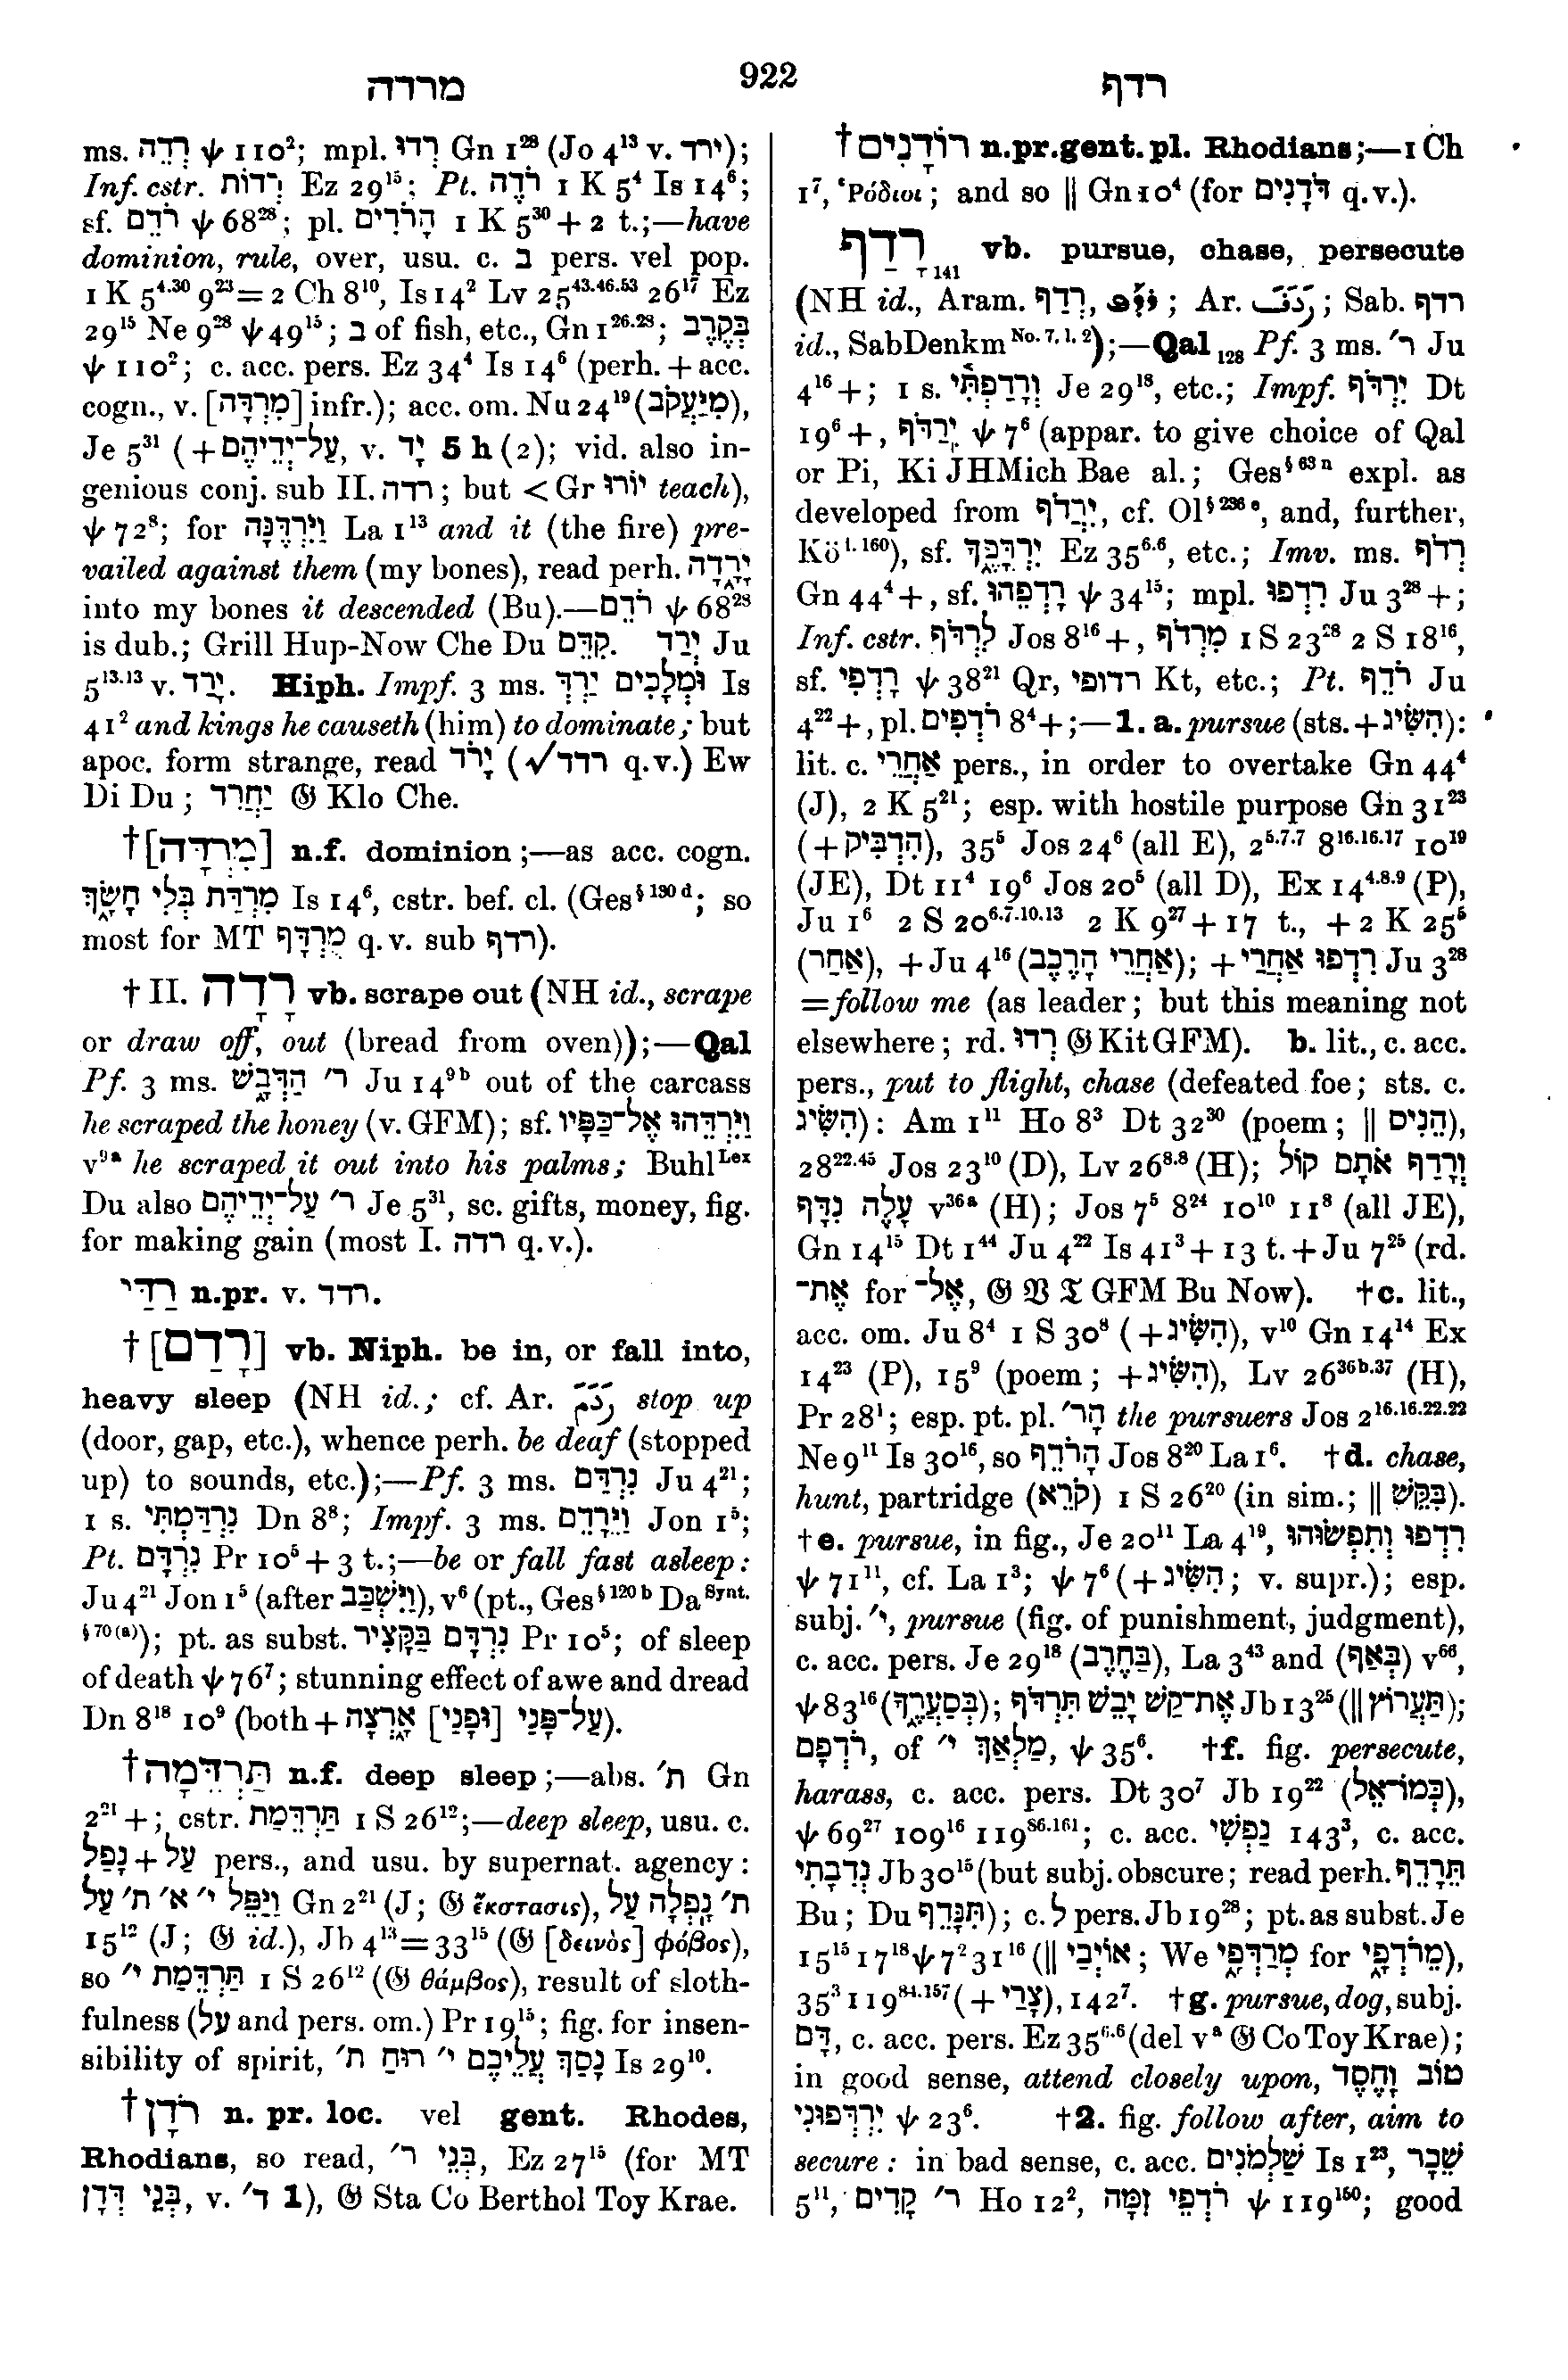 מרדה 922 רדף
ms. רְדֵה ψ 110²; mpl. רְדוּ Gn 1²⁸ (Jo 4¹³ v. ירד);
Inf. cstr. רְדוֹת Ez 29¹⁵; Pt. רֹדֶה 1 K 5⁴ Is 14⁶;
sf. רֹדֵם ψ 68²⁸; pl. הָרֹדִים 1 K 5³⁰ + 2 t.;—have
dominion, rule, over, usu. c. בְּ pers. vel pop.
1 K 5⁴·³⁰ 9²³ = 2 Ch 8¹⁰, Is 14² Lv 25⁴³·⁴⁶·⁵³ 26¹⁷ Ez
29¹⁵ Ne 9²⁸ ψ 49¹⁵; בְּ of fish, etc., Gn 1²⁶·²⁸; בְּקֶרֶב
ψ 110²; c. acc. pers. Ez 34⁴ Is 14⁶ (perh. + acc.
cogn., v. [מִרְדָּה] infr.); acc. om. Nu 24¹⁹ (מִיַּעֲקֹב),
Je 5³¹ (+ עַל־יְדֵיהֶם, v. יָד 5 h (2); vid. also in-
genious conj. sub II. רדה; but < Gr יוֹרוּ teach),
ψ 72⁸; for וַיִּרְדֶּנָּה La 1¹³ and it (the fire) pre-
vailed against them (my bones), read perh. יָרָדָה
into my bones it descended (Bu).—רֹדֵם ψ 68²⁸
is dub.; Grill Hup-Now Che Du קִדֵּם. יְרַד Ju
5¹³·¹³ v. יָרַד. Hiph. Impf. 3 ms. וּמְלָכִים יַרְדְּ Is
41² and kings he causeth (him) to dominate; but
apoc. form strange, read יָרֹד (√רדד q.v.) Ew
Di Du; יַחֲרִד 𝔊 Klo Che.
†[מִרְדָּה] n.f. dominion;—as acc. cogn.
מִרְדַּת בְּלִי חָשָׂךְ Is 14⁶, cstr. bef. cl. (Ges§ ¹³⁰ ᵈ; so
most for MT מֻרְדָּף q.v. sub רדף).
† II. רָדָה vb. scrape out (NH id., scrape
or draw off, out (bread from oven));—Qal
Pf. 3 ms. ר׳ הַדְּבָשׁ Ju 14⁹ᵇ out of the carcass
he scraped the honey (v. GFM); sf. וַיִּרְדֵּהוּ אֶל־כַּפָּיו
v⁹ᵃ he scraped it out into his palms; Buhlᴸᵉˣ
Du also ר׳ עַל־יְדֵיהֶם Je 5³¹, sc. gifts, money, fig.
for making gain (most I. רדה q.v.).
רַדַּי n.pr. v. רדד.
† [רָדַם] vb. Niph. be in, or fall into,
heavy sleep (NH id.; cf. Ar. رَدَمَ stop up
(door, gap, etc.), whence perh. be deaf (stopped
up) to sounds, etc.);—Pf. 3 ms. נִרְדָּם Ju 4²¹;
1 s. נִרְדַּמְתִּי Dn 8⁸; Impf. 3 ms. וַיֵּרָדֵם Jon 1⁵;
Pt. נִרְדָּם Pr 10⁵ + 3 t.;—be or fall fast asleep:
Ju 4²¹ Jon 1⁵ (after וַיִּשְׁכַּב), v⁶ (pt., Ges§ ¹²⁰ ᵇ Da Synt.
§ ⁷⁰ ⁽ᵃ⁾); pt. as subst. נִרְדָּם בַּקָּצִיר Pr 10⁵; of sleep
of death ψ 76⁷; stunning effect of awe and dread
Dn 8¹⁸ 10⁹ (both + עַל־פָּנַי [וּפָנַי] אָרְצָה).
†תַּרְדֵּמָה n.f. deep sleep;—abs. ת׳ Gn
2²¹ +; cstr. תַּרְדֵּמַת 1 S 26¹²;—deep sleep, usu. c.
נָפַל + עַל pers., and usu. by supernat. agency:
וַיַּפֵּל י״ א׳ ת׳ עַל Gn 2²¹ (J; 𝔊 ἔκστασις), ת׳ נָֽפְלָה עַל
15¹² (J; 𝔊 id.), Jb 4¹³ = 33¹⁵ (𝔊 [δεινὸς] φόβος),
so תַּרְדֵּמַת י״ 1 S 26¹² (𝔊 θάμβος), result of sloth-
fulness (עַל and pers. om.) Pr 19¹⁵; fig. for insen-
sibility of spirit, נָסַךְ עֲלֵיכֶם י״ רוּחַ ת׳ Is 29¹⁰.
†רֹדָן n. pr. loc. vel gent. Rhodes,
Rhodians, so read, בְּנֵי ר׳, Ez 27¹⁵ (for MT
בְּנֵי דְדָן, v. ד׳ 1), 𝔊 Sta Co Berthol Toy Krae.
†רוֹדָנִים n.pr.gent.pl. Rhodians;—1 Ch
1⁷, Ῥόδιοι; and so ‖ Gn 10⁴ (for דֹּדָנִים q.v.).
רָדַף₁₄₁ vb. pursue, chase, persecute
(NH id., Aram. רְדַף, ܪܕܦ; Ar. رَدَفَ; Sab. רדף
id., SabDenkm No. 7, 1. 2);—Qal ₁₂₈ Pf. 3 ms. ר׳ Ju
4¹⁶ +; 1 s. וְרָדַפְתִּ֫י Je 29¹⁸, etc.; Impf. יִרְדֹּף Dt
19⁶ +, יִֽרַדֹּף ψ 7⁶ (appar. to give choice of Qal
or Pi, Ki JHMich Bae al.; Ges§ ⁶³ ⁿ expl. as
developed from יִרֲדֹף, cf. Ol§ ²³⁶ ᵉ, and, further,
Kö ¹· ¹⁶⁰), sf. יִרְדֲּפֶךָ Ez 35⁶·⁶, etc.; Imv. ms. רְדֹף
Gn 44⁴ +, sf. רָדְפֵהוּ ψ 34¹⁵; mpl. רִדְפוּ Ju 3²⁸ +;
Inf. cstr. לִרְדֹּף Jos 8¹⁶ +, מִרְדֹף 1 S 23²⁸ 2 S 18¹⁶,
sf. רָדְפִי ψ 38²¹ Qr, רדופי Kt, etc.; Pt. רֹדֵף Ju
4²² +, pl. רֹדְפִים 8⁴ +;—1. a. pursue (sts. + הִשִּׂיג):
lit. c. אַחֲרֵי pers., in order to overtake Gn 44⁴
(J), 2 K 5²¹; esp. with hostile purpose Gn 31²³
(+ הִדְבִּיק), 35⁵ Jos 24⁶ (all E), 2⁵·⁷·⁷ 8¹⁶·¹⁶·¹⁷ 10¹⁹
(JE), Dt 11⁴ 19⁶ Jos 20⁵ (all D), Ex 14⁴·⁸·⁹ (P),
Ju 1⁶ 2 S 20⁶·⁷·¹⁰·¹³ 2 K 9²⁷ + 17 t., + 2 K 25⁵
(אַחַר), + Ju 4¹⁶ (אַחֲרֵי הָרֶכֶב); + רִדְפוּ אַחֲרַי Ju 3²⁸
= follow me (as leader; but this meaning not
elsewhere; rd. רְדוּ 𝔊 Kit GFM). b. lit., c. acc.
pers., put to flight, chase (defeated foe; sts. c.
הִשִּׂיג): Am 1¹¹ Ho 8³ Dt 32³⁰ (poem; ‖ הֵנִים),
28²²·⁴⁵ Jos 23¹⁰ (D), Lv 26⁸·⁸ (H); וְרָדַף אֹתָם קוֹל
עָלֶה נִדָּף v³⁶ᵃ (H); Jos 7⁵ 8²⁴ 10¹⁰ 11⁸ (all JE),
Gn 14¹⁵ Dt 1⁴⁴ Ju 4²² Is 41³ + 13 t. + Ju 7²⁵ (rd.
אֶת־ for אֶל־, 𝔊 𝔙 𝔗 GFM Bu Now). †c. lit.,
acc. om. Ju 8⁴ 1 S 30⁸ (+ הִשִּׂיג), v¹⁰ Gn 14¹⁴ Ex
14²³ (P), 15⁹ (poem; + הִשִּׂיג), Lv 26³⁶ᵇ·³⁷ (H),
Pr 28¹; esp. pt. pl. הָר׳ the pursuers Jos 2¹⁶·¹⁶·²²·²²
Ne 9¹¹ Is 30¹⁶, so הָרֹדֵף Jos 8²⁰ La 1⁶. †d. chase,
hunt, partridge (קֹרֵא) 1 S 26²⁰ (in sim.; ‖ בִּקֵּשׁ).
†e. pursue, in fig., Je 20¹¹ La 4¹⁹, רִדְפוּ וְתִפְשׂוּהוּ
ψ 71¹¹, cf. La 1³; ψ 7⁶ (+ הִשִּׂיג; v. supr.); esp.
subj. י״, pursue (fig. of punishment, judgment),
c. acc. pers. Je 29¹⁸ (בַּחֶרֶב), La 3⁴³ and (בְּאַף) v⁶⁶,
ψ 83¹⁶ (בְּסַעֲרֶךָ); אֶת־קַשׁ יָבֵשׁ תִּרְדֹּף Jb 13²⁵ (‖ תַּעֲרוֹץ);
רֹדְפָם, of מַלְאַךְ י״, ψ 35⁶. †f. fig. persecute,
harass, c. acc. pers. Dt 30⁷ Jb 19²² (כְּמוֹ־אֵל),
ψ 69²⁷ 109¹⁶ 119⁸⁶·¹⁶¹; c. acc. נַפְשִׁי 143³, c. acc.
נְדִבָתִי Jb 30¹⁵ (but subj. obscure; read perh. תֵּרָדֵף
Bu; Du תִּנָּדֵף); c. לְ pers. Jb 19²⁸; pt. as subst. Je
15¹⁵ 17¹⁸ ψ 7² 31¹⁶ (‖ אוֹיְבַי; We מְרַדְּפָי for מֵרֹדְפָי),
35³ 119⁸⁴·¹⁵⁷ (+ צָרַי), 142⁷. †g. pursue, dog, subj.
דָּם, c. acc. pers. Ez 35⁶·⁶ (del vᵃ 𝔊 Co Toy Krae);
in good sense, attend closely upon, טוֹב וָחֶסֶד
יִרְדְּפוּנִי ψ 23⁶. †2. fig. follow after, aim to
secure: in bad sense, c. acc. שַׁלְמֹנִים Is 1²³, שֵׁכָר
5¹¹, ר׳ קָדִים Ho 12², רֹדְפֵי זִמָּה ψ 119¹⁵⁰; good